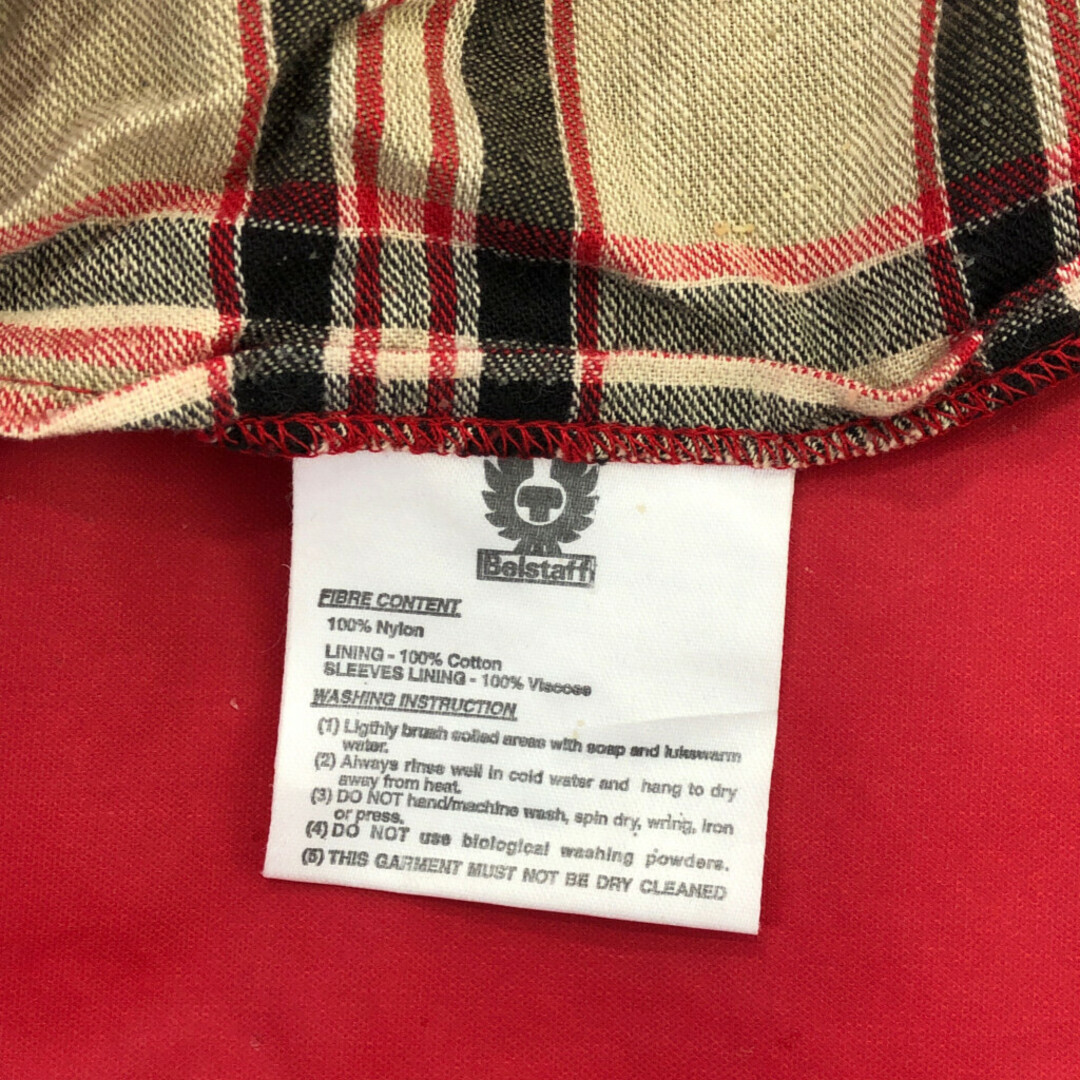 Belstaff
FIBRE CONTENT
100% Nylon
LINING - 100% Cotton
SLEEVES LINING - 100% Viscose
WASHING INSTRUCTION
(1) Ligthly brush soiled areas with soap and lukswarm
water.
(2) Always rinse well in cold water and hang to dry
away from heat.
(3) DO NOT hand/machine wash, spin dry, wring, iron
or press.
(4) DO NOT use biological washing powders.
(5) THIS GARMENT MUST NOT BE DRY CLEANED